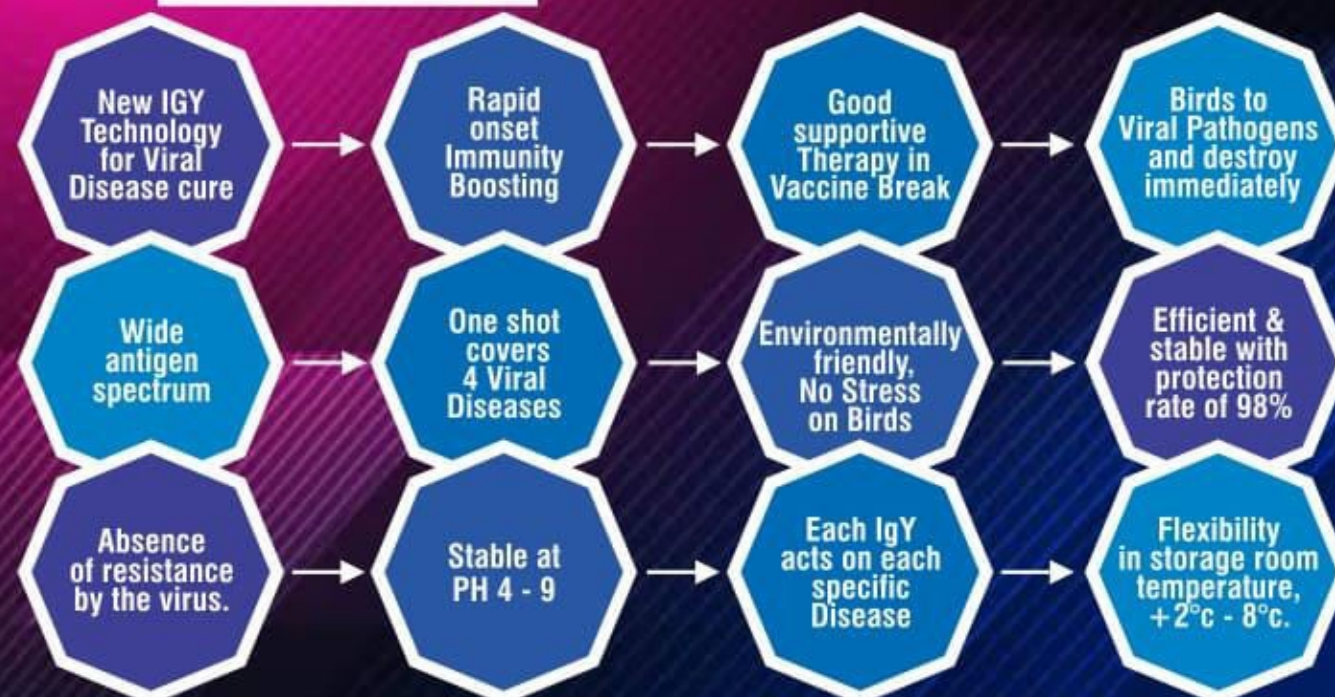 New IGY
Technology
for Viral
Disease cure
Rapid
onset
Immunity
Boosting
Good
supportive
Therapy in
Vaccine Break
Birds to
Viral Pathogens
and destroy
immediately
Wide
antigen
spectrum
One shot
covers
4 Viral
Diseases
Environmentally
friendly,
No Stress
on Birds
Efficient &
stable with
protection
rate of 98%
Absence
of resistance
by the virus.
Stable at
PH 4 - 9
Each IgY
acts on each
specific
Disease
Flexibility
in storage room
temperature,
+2°c - 8°c.